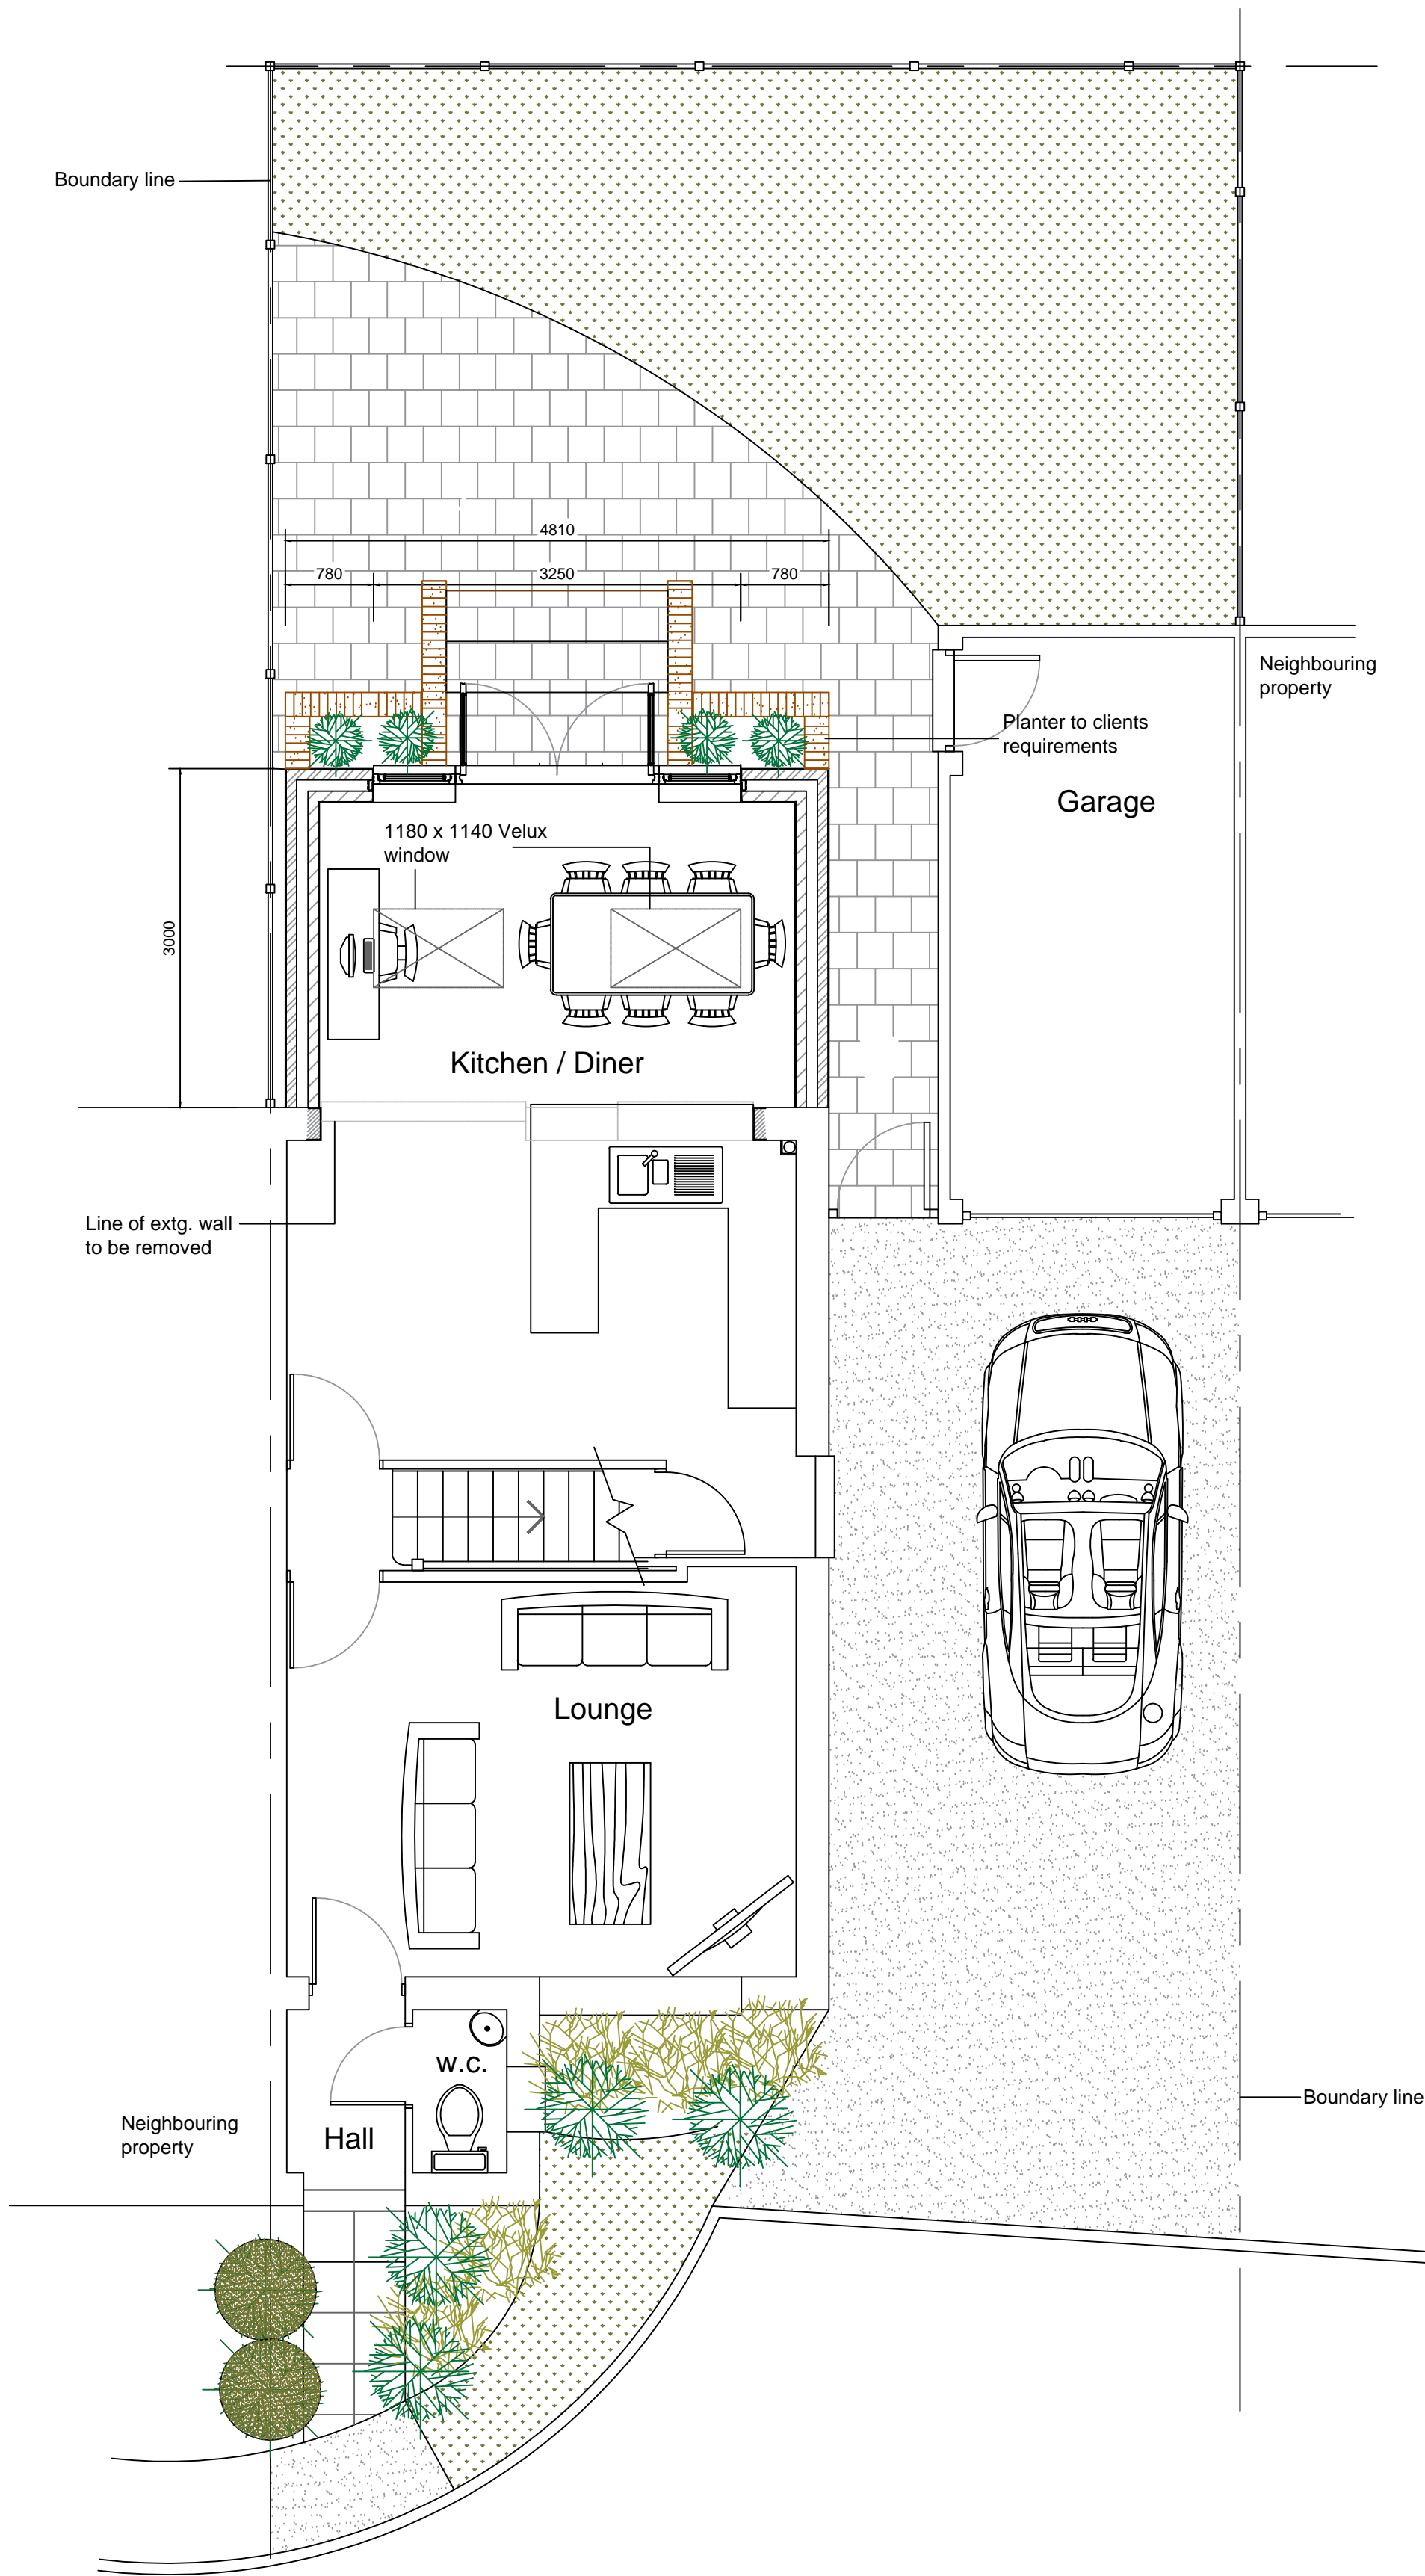 Boundary line
4810
780
3250
780
Neighbouring
property
Planter to clients
requirements
Garage
1180 x 1140 Velux
window
3000
Kitchen / Diner
Line of extg. wall
to be removed
Lounge
w.c.
Boundary line
Neighbouring
property
Hall